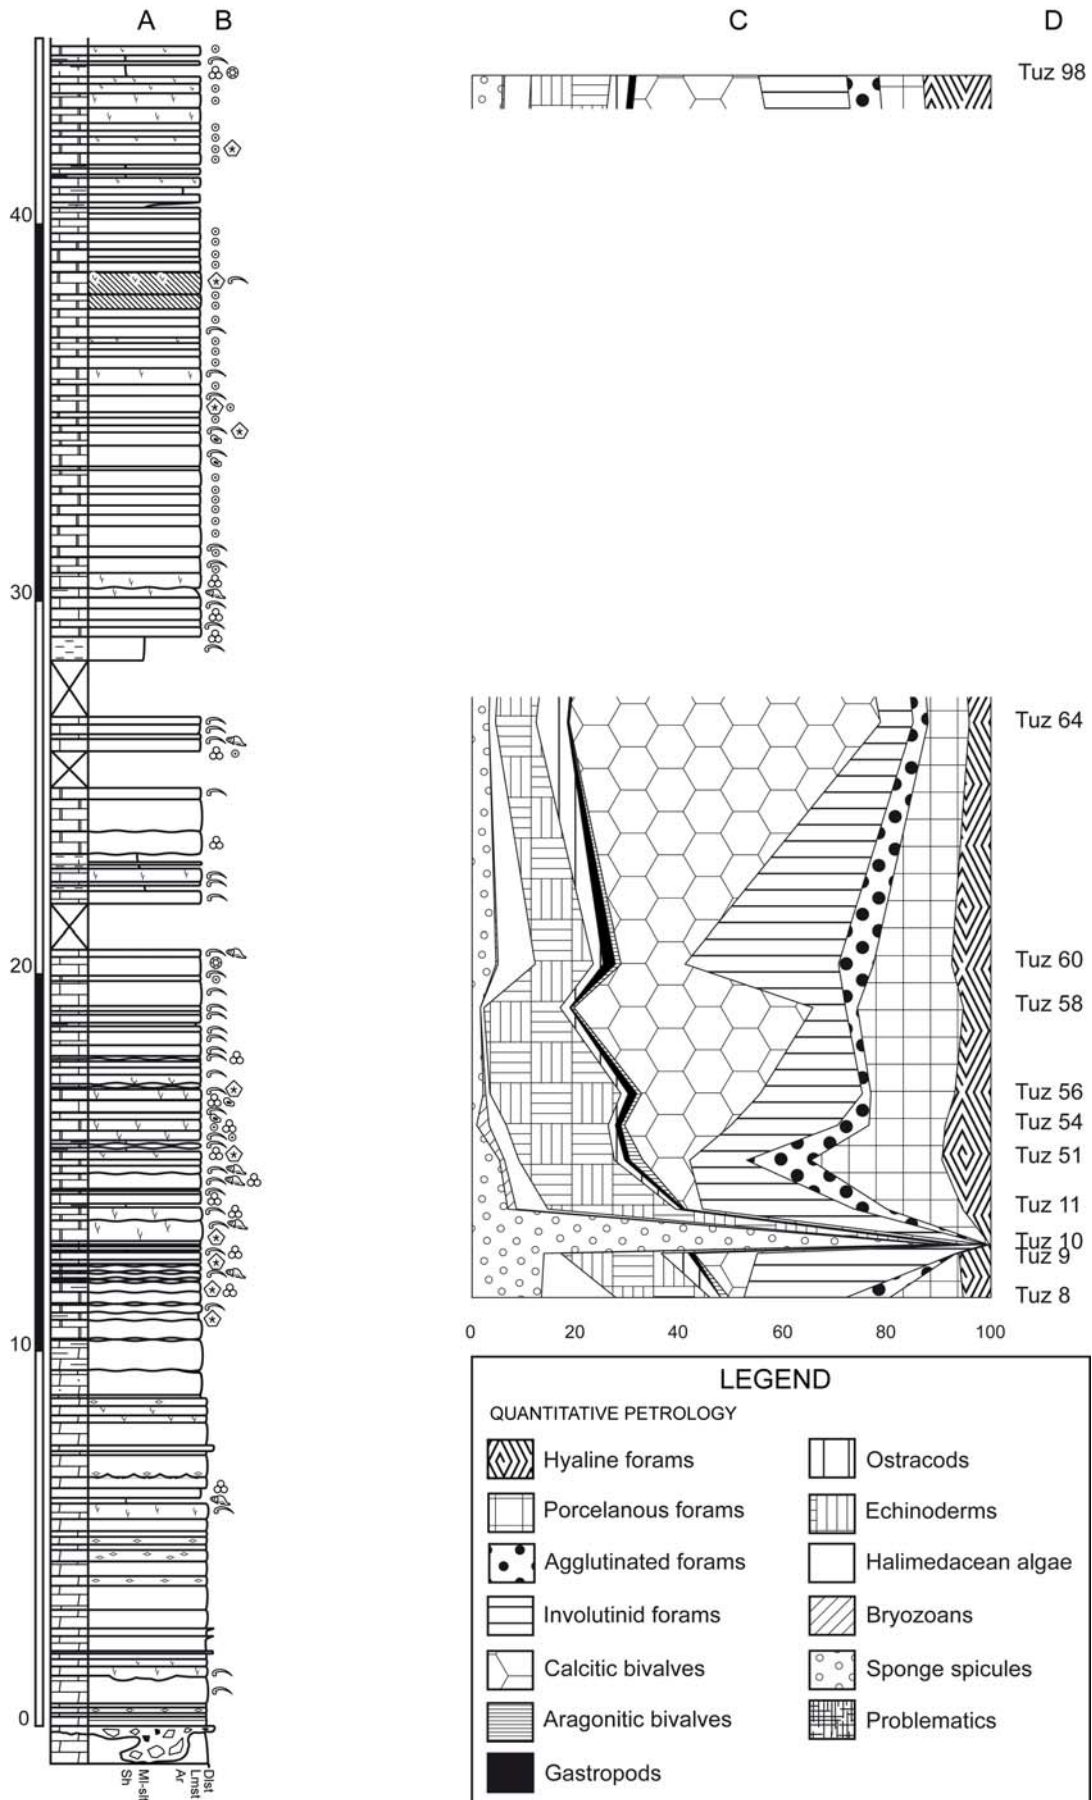 A B C D
Tuz 98
40
30
Tuz 64
20
Tuz 60
Tuz 58
Tuz 56
Tuz 54
Tuz 51
Tuz 11
Tuz 10
Tuz 9
Tuz 8
10
0 20 40 60 80 100
LEGEND
QUANTITATIVE PETROLOGY
Hyaline forams
Porcelanous forams
Agglutinated forams
Involutinid forams
Calcitic bivalves
Aragonitic bivalves
Gastropods
Ostracods
Echinoderms
Halimedacean algae
Bryozoans
Sponge spicules
Problematics
0
Sh
Ml-slt
Ar
Lmst
Dlst